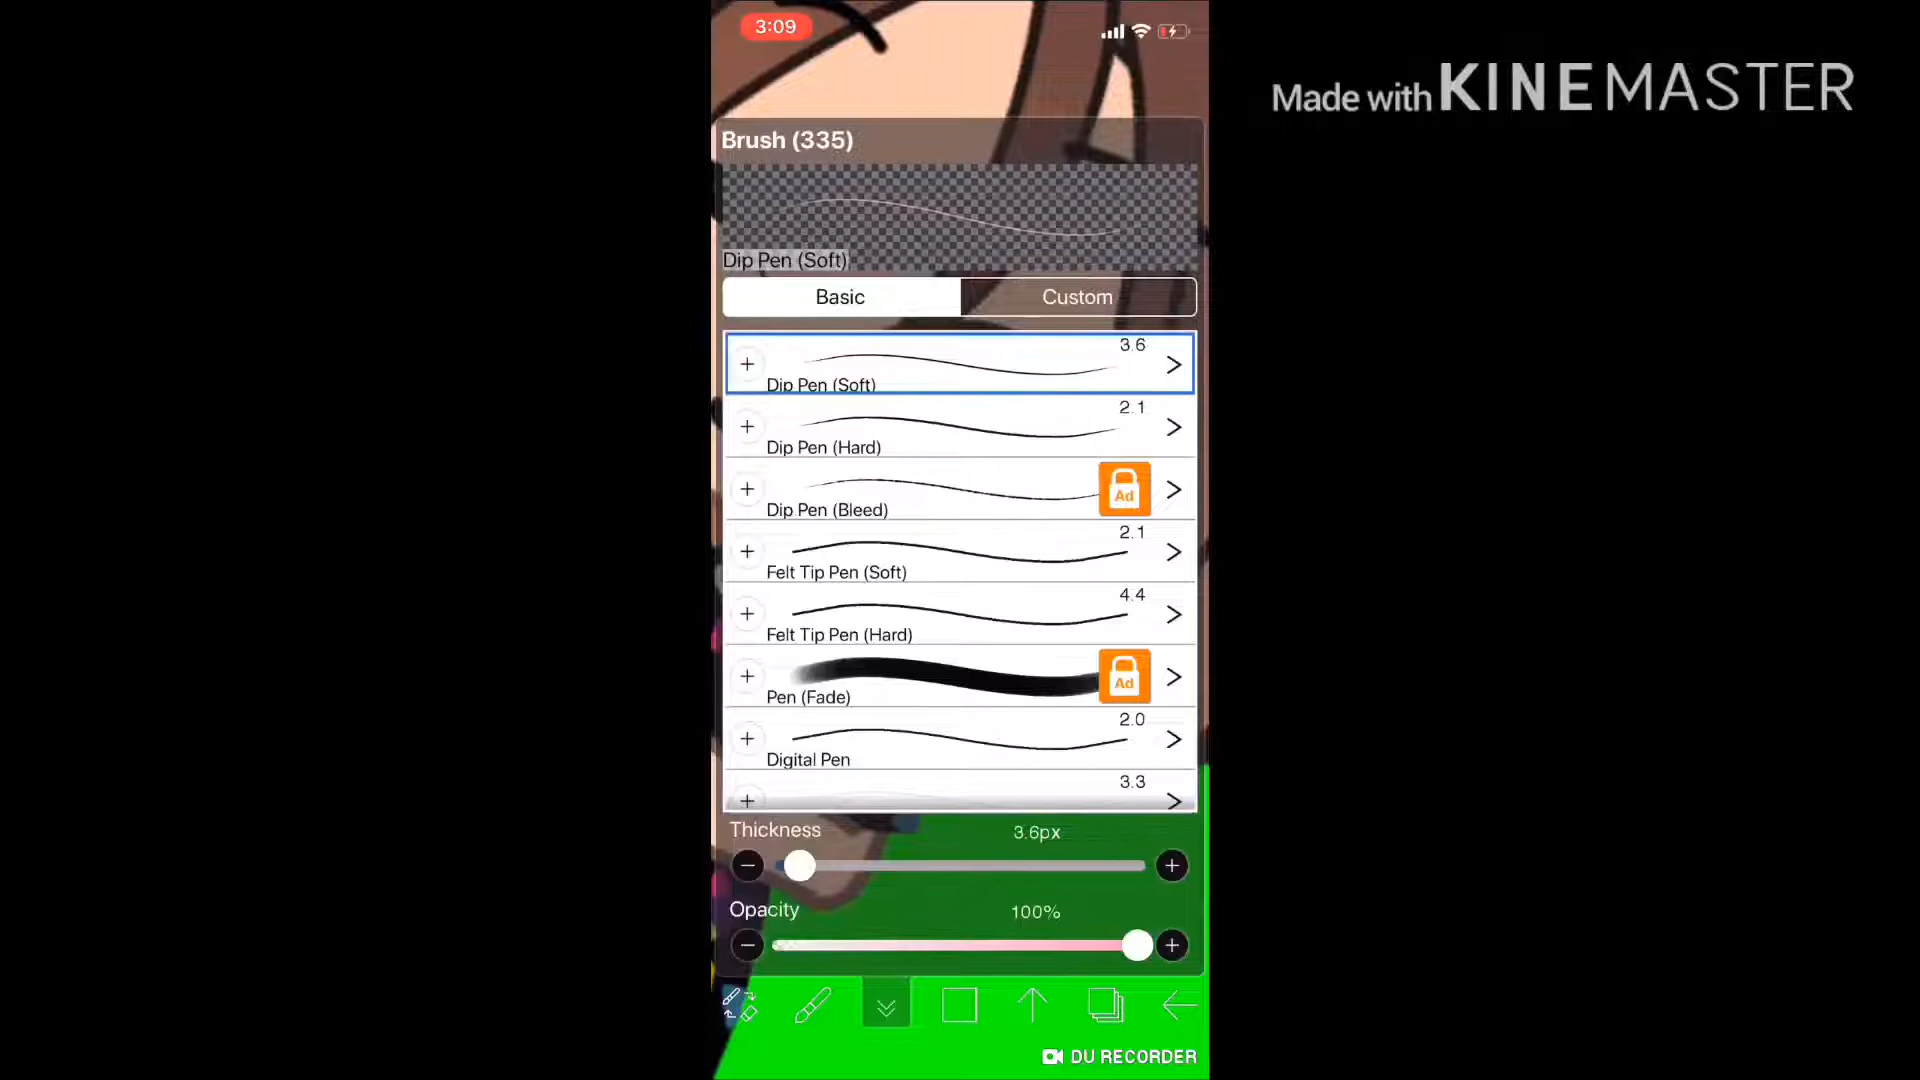 3:09
Made with KINEMASTER
Brush (335)
Dip Pen (Soft)
Basic
Custom
3.6
Dip Pen (Soft)
2.1
Dip Pen (Hard)
Ad
Dip Pen (Bleed)
2.1
Felt Tip Pen (Soft)
4.4
Felt Tip Pen (Hard)
Ad
Pen (Fade)
2.0
Digital Pen
3.3
Thickness
3.6px
Opacity
100%
DU RECORDER